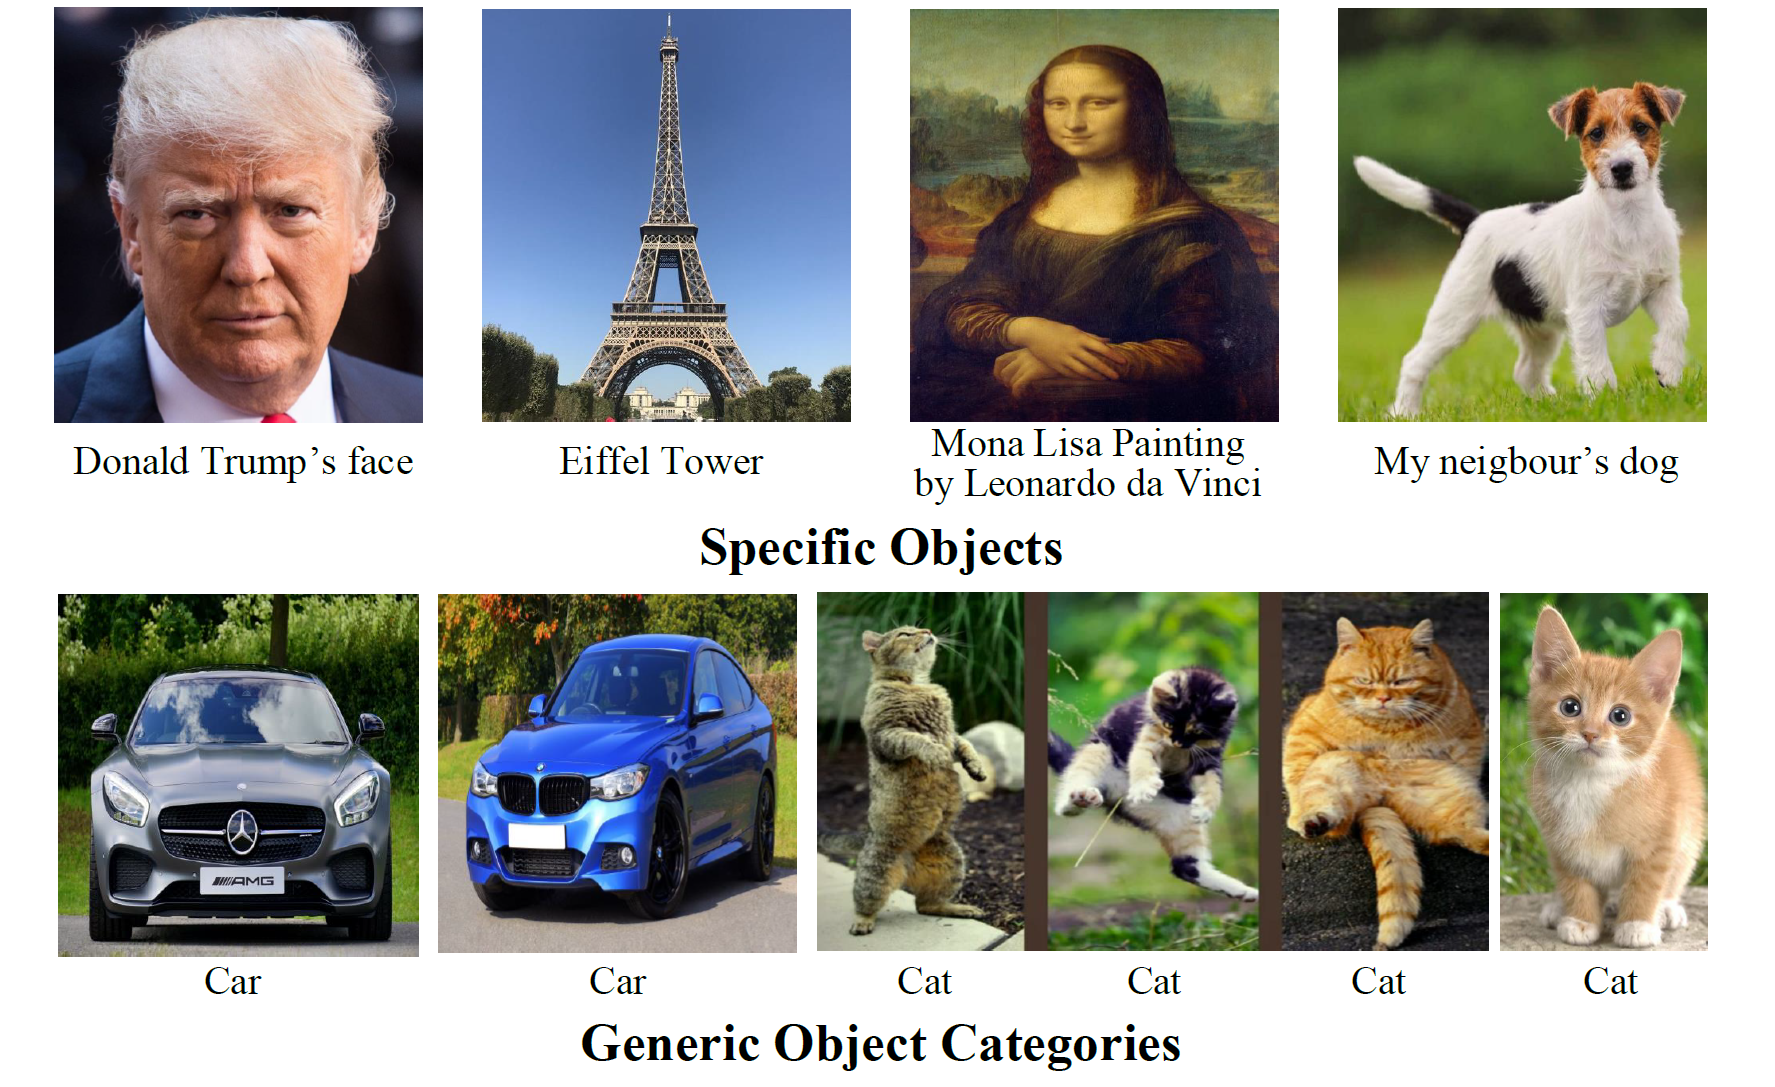 Donald Trump's face
Eiffel Tower
Mona Lisa Painting
by Leonardo da Vinci
My neigbour's dog
Specific Objects
AMG
Car
Car
Cat
Cat
Cat
Cat
Generic Object Categories